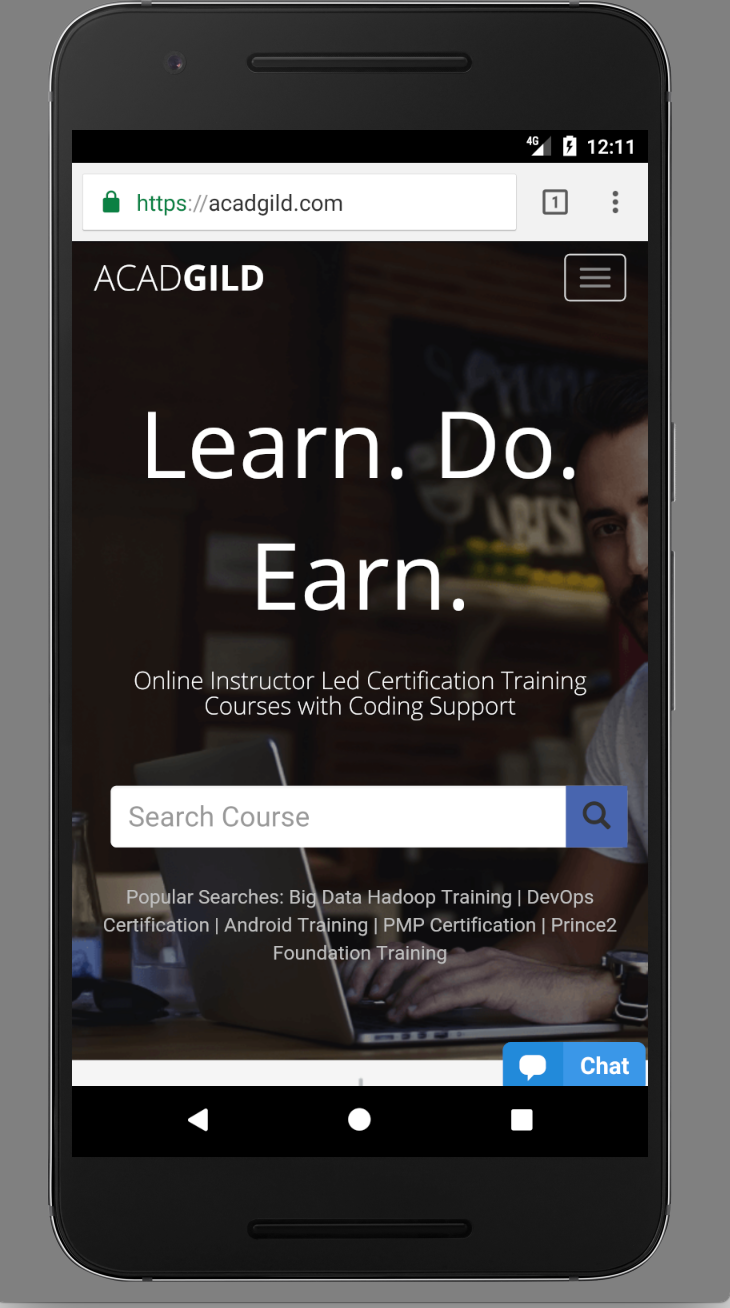 4G 12:11
https://acadgild.com 1
ACADGILD
Learn. Do.
Earn.
Online Instructor Led Certification Training
Courses with Coding Support
Search Course
Popular Searches: Big Data Hadoop Training | DevOps
Certification | Android Training | PMP Certification | Prince2
Foundation Training
Chat